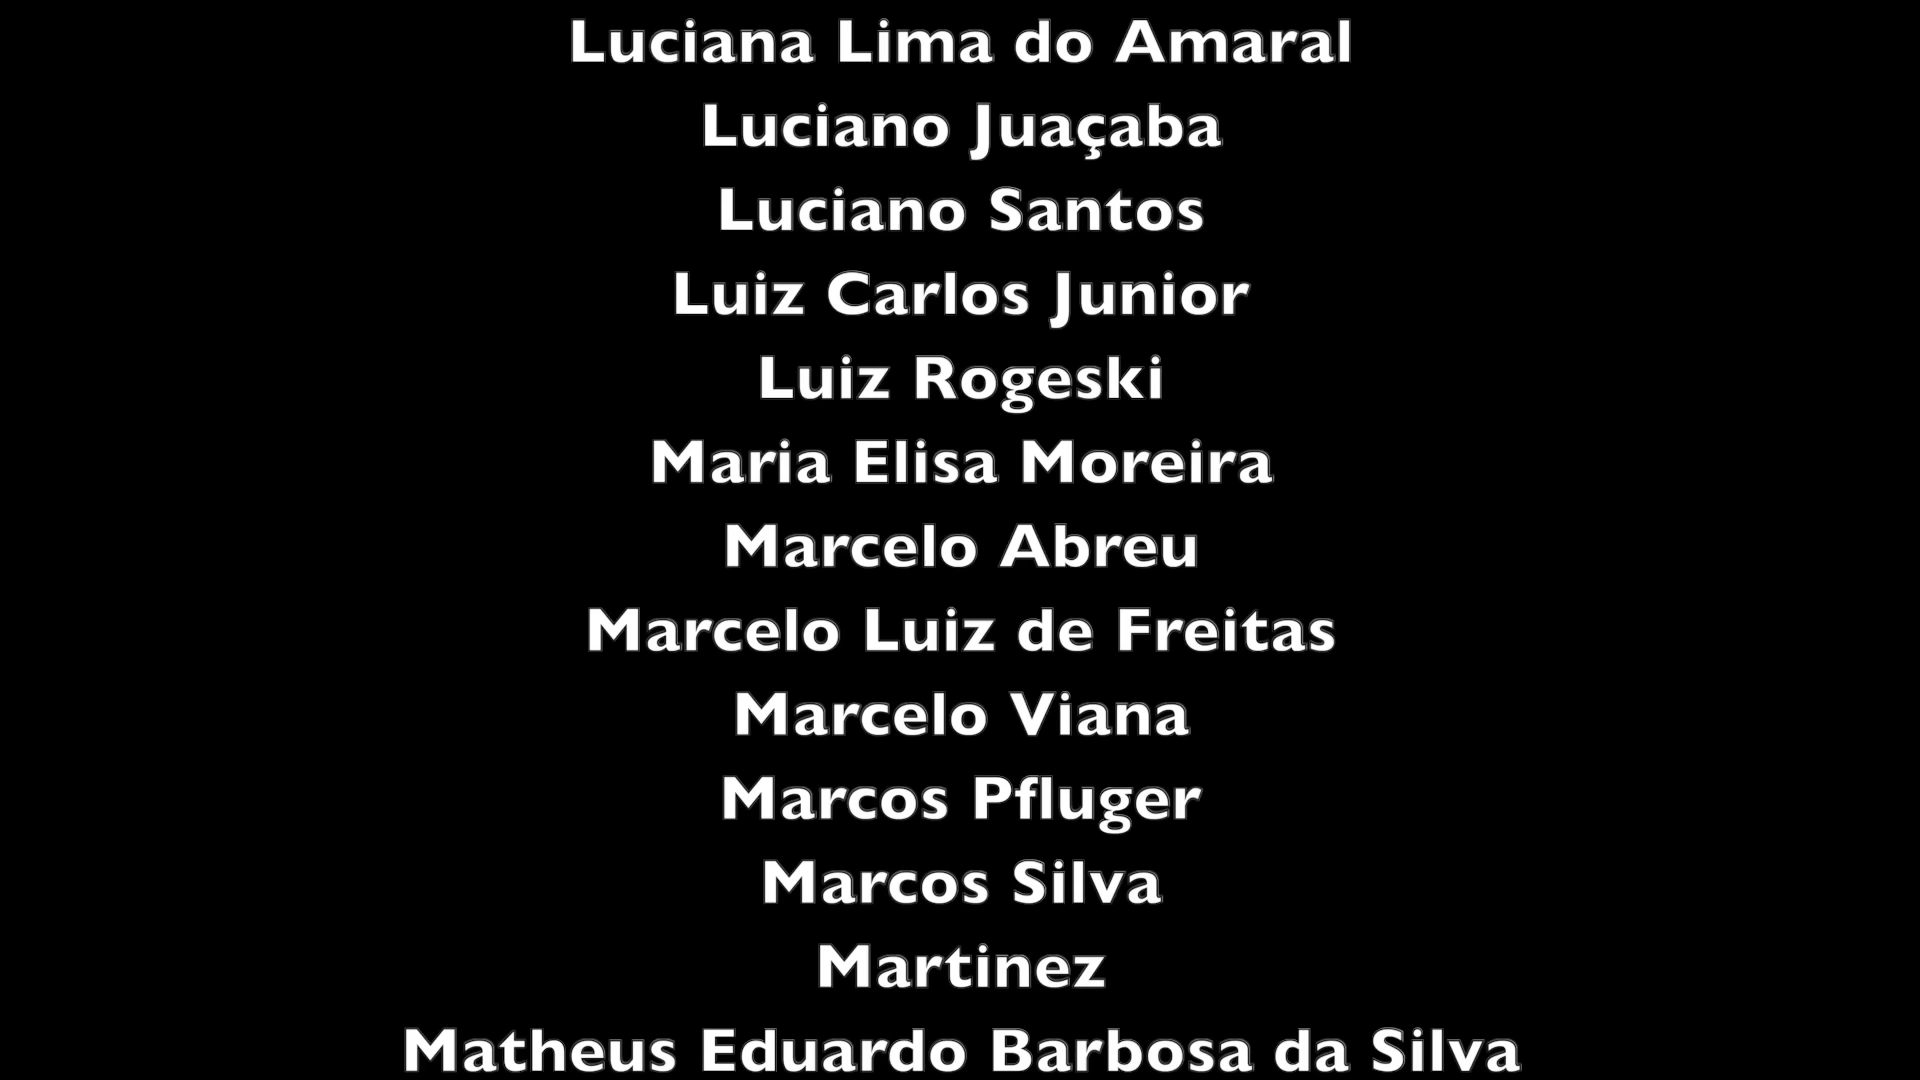 Luciana Lima do Amaral
Luciano Juaçaba
Luciano Santos
Luiz Carlos Junior
Luiz Rogeski
Maria Elisa Moreira
Marcelo Abreu
Marcelo Luiz de Freitas
Marcelo Viana
Marcos Pfluger
Marcos Silva
Martinez
Matheus Eduardo Barbosa da Silva